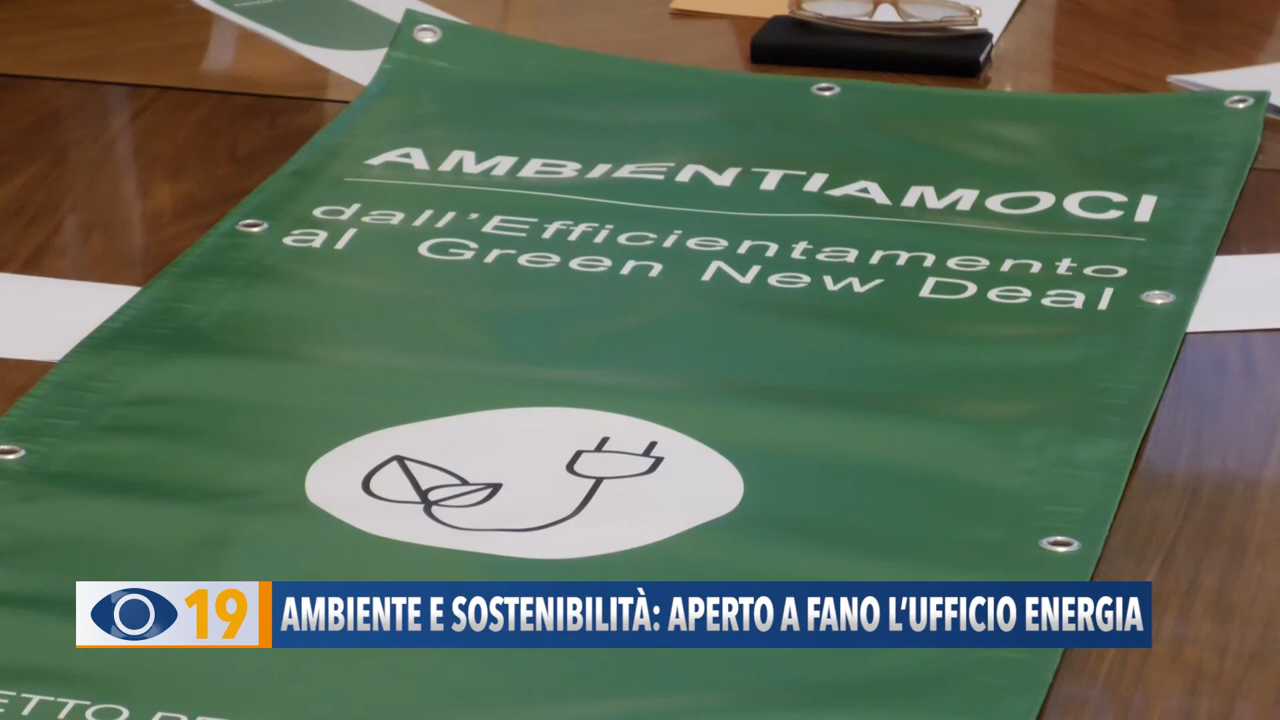 AMBIENTIAMOCI
dall'Efficientamento
al Green New Deal
19 AMBIENTE E SOSTENIBILITÀ: APERTO A FANO L'UFFICIO ENERGIA